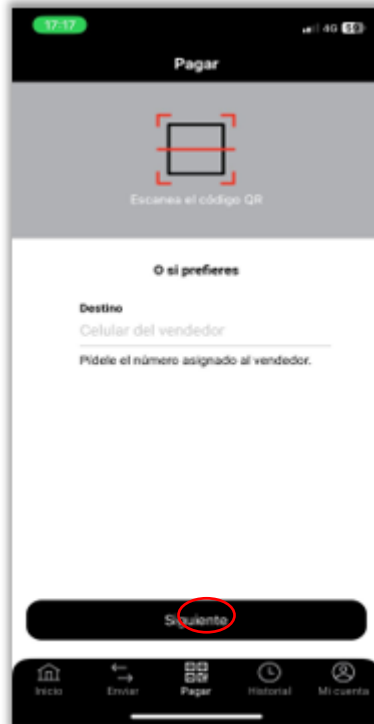 17:17
4G 59
Pagar
Escanea el código QR
O si prefieres
Destino
Celular del vendedor
Pídele el número asignado al vendedor.
Siguiente
Inicio Enviar Pagar Historial Mi cuenta